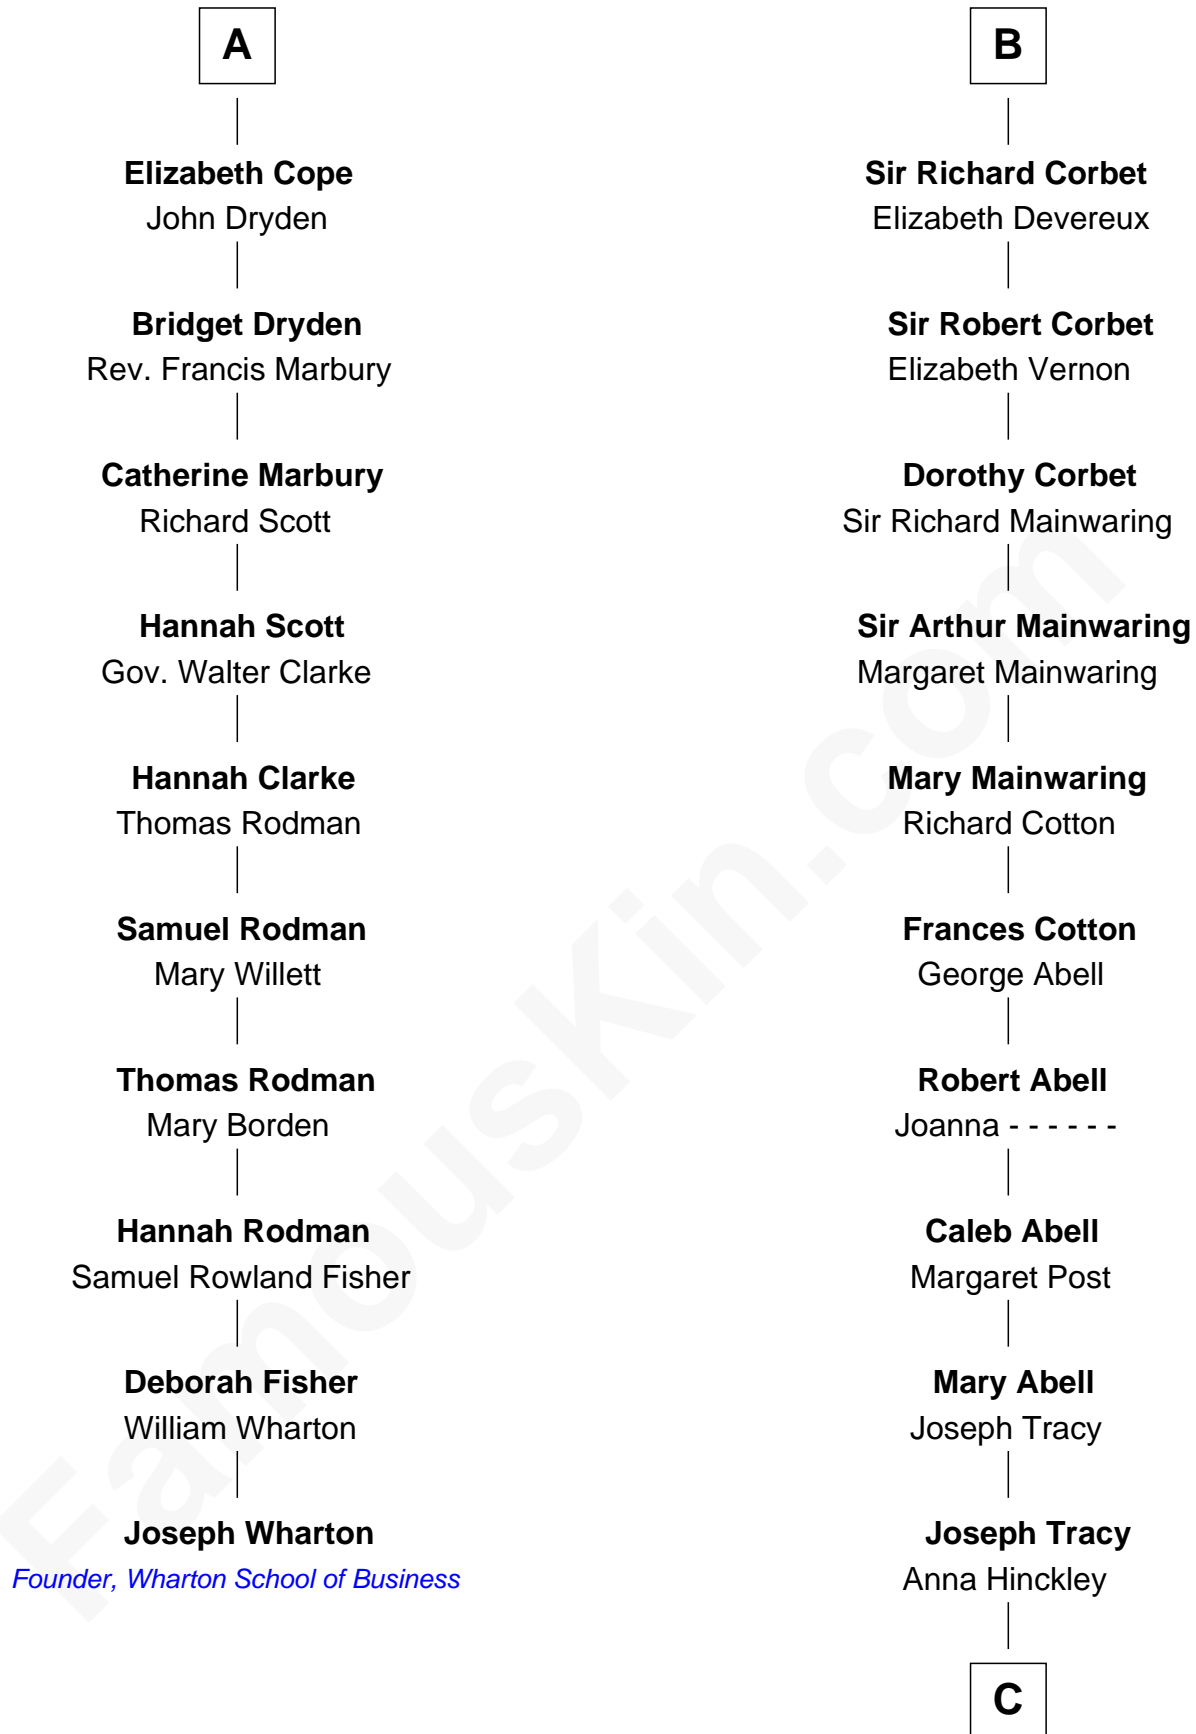 A
Elizabeth Cope
John Dryden
Bridget Dryden
Rev. Francis Marbury
Catherine Marbury
Richard Scott
Hannah Scott
Gov. Walter Clarke
Hannah Clarke
Thomas Rodman
Samuel Rodman
Mary Willett
Thomas Rodman
Mary Borden
Hannah Rodman
Samuel Rowland Fisher
Deborah Fisher
William Wharton
Joseph Wharton
Founder, Wharton School of Business
B
Sir Richard Corbet
Elizabeth Devereux
Sir Robert Corbet
Elizabeth Vernon
Dorothy Corbet
Sir Richard Mainwaring
Sir Arthur Mainwaring
Margaret Mainwaring
Mary Mainwaring
Richard Cotton
Frances Cotton
George Abell
Robert Abell
Joanna - - - - - -
Caleb Abell
Margaret Post
Mary Abell
Joseph Tracy
Joseph Tracy
Anna Hinckley
C
FamousKin.com